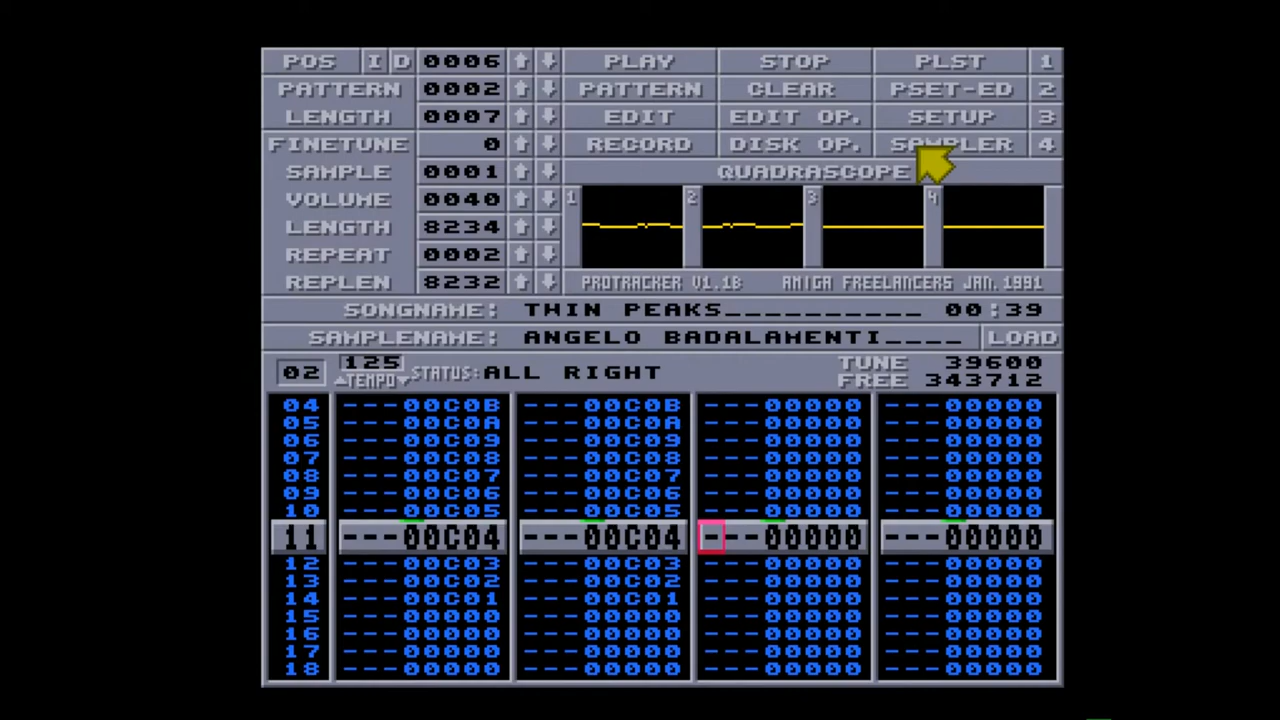 POS I D 0006 PLAY STOP PLST 1
PATTERN 0002 PATTERN CLEAR PSET-ED 2
LENGTH 0007 EDIT EDIT OP. SETUP 3
FINETUNE 0 RECORD DISK OP. SAMPLER 4
SAMPLE 0001 QUADRASCOPE
VOLUME 0040 1 2 3 4
LENGTH 8234
REPEAT 0002
REPLEN 8232 PROTRACKER V1.1B AMIGA FREELANCERS JAN.1991
SONGNAME: THIN PEAKS__________ 00:39
SAMPLENAME: ANGELO BADALAMENTI____ LOAD
02 125 TEMPO STATUS:ALL RIGHT TUNE 39600
FREE 343712
04 ---00C0B ---00C0B ---00000 ---00000
05 ---00C0A ---00C0A ---00000 ---00000
06 ---00C09 ---00C09 ---00000 ---00000
07 ---00C08 ---00C08 ---00000 ---00000
08 ---00C07 ---00C07 ---00000 ---00000
09 ---00C06 ---00C06 ---00000 ---00000
10 ---00C05 ---00C05 ---00000 ---00000
11 ---00C04 ---00C04 ---00000 ---00000
12 ---00C03 ---00C03 ---00000 ---00000
13 ---00C02 ---00C02 ---00000 ---00000
14 ---00C01 ---00C01 ---00000 ---00000
15 ---00000 ---00000 ---00000 ---00000
16 ---00000 ---00000 ---00000 ---00000
17 ---00000 ---00000 ---00000 ---00000
18 ---00000 ---00000 ---00000 ---00000